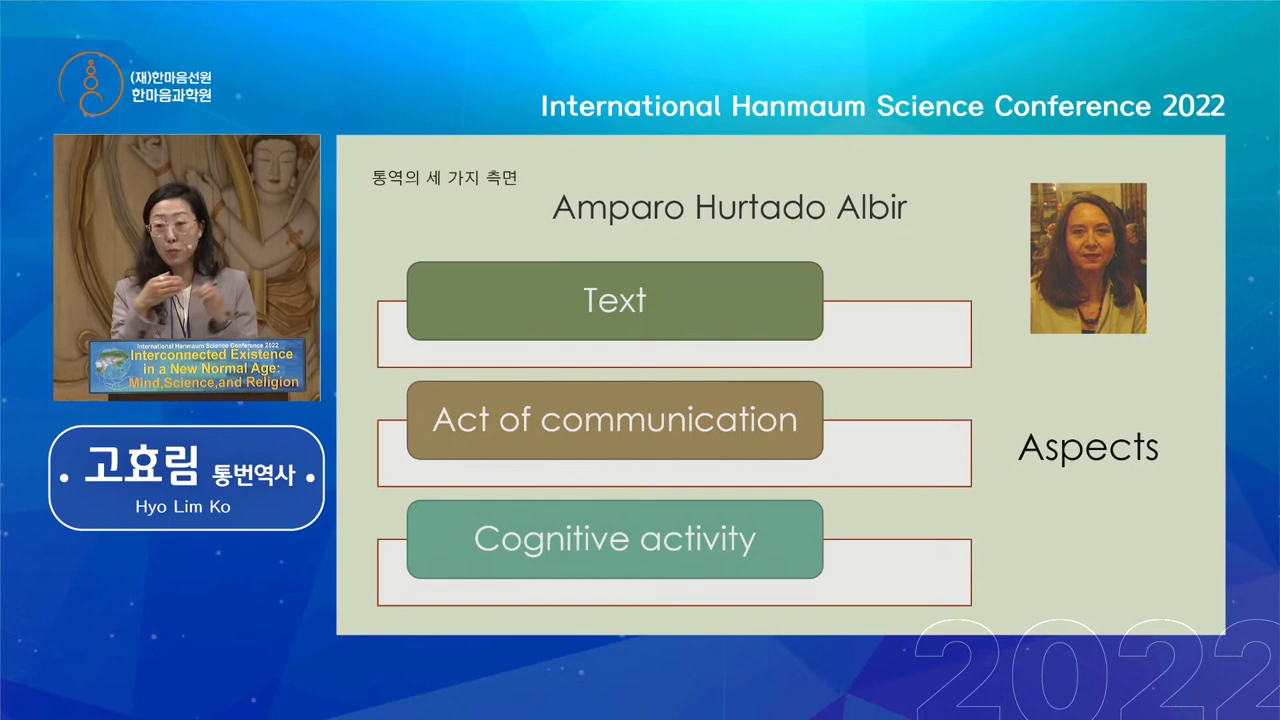 (재)한마음선원
한마음과학원
International Hanmaum Science Conference 2022
통역의 세 가지 측면
Amparo Hurtado Albir
Text
Act of communication
Cognitive activity
Aspects
International Hanmaum Science Conference 2022
Interconnected Existence
in a New Normal Age:
Mind,Science,and Religion
고효림 통번역사
Hyo Lim Ko
2022